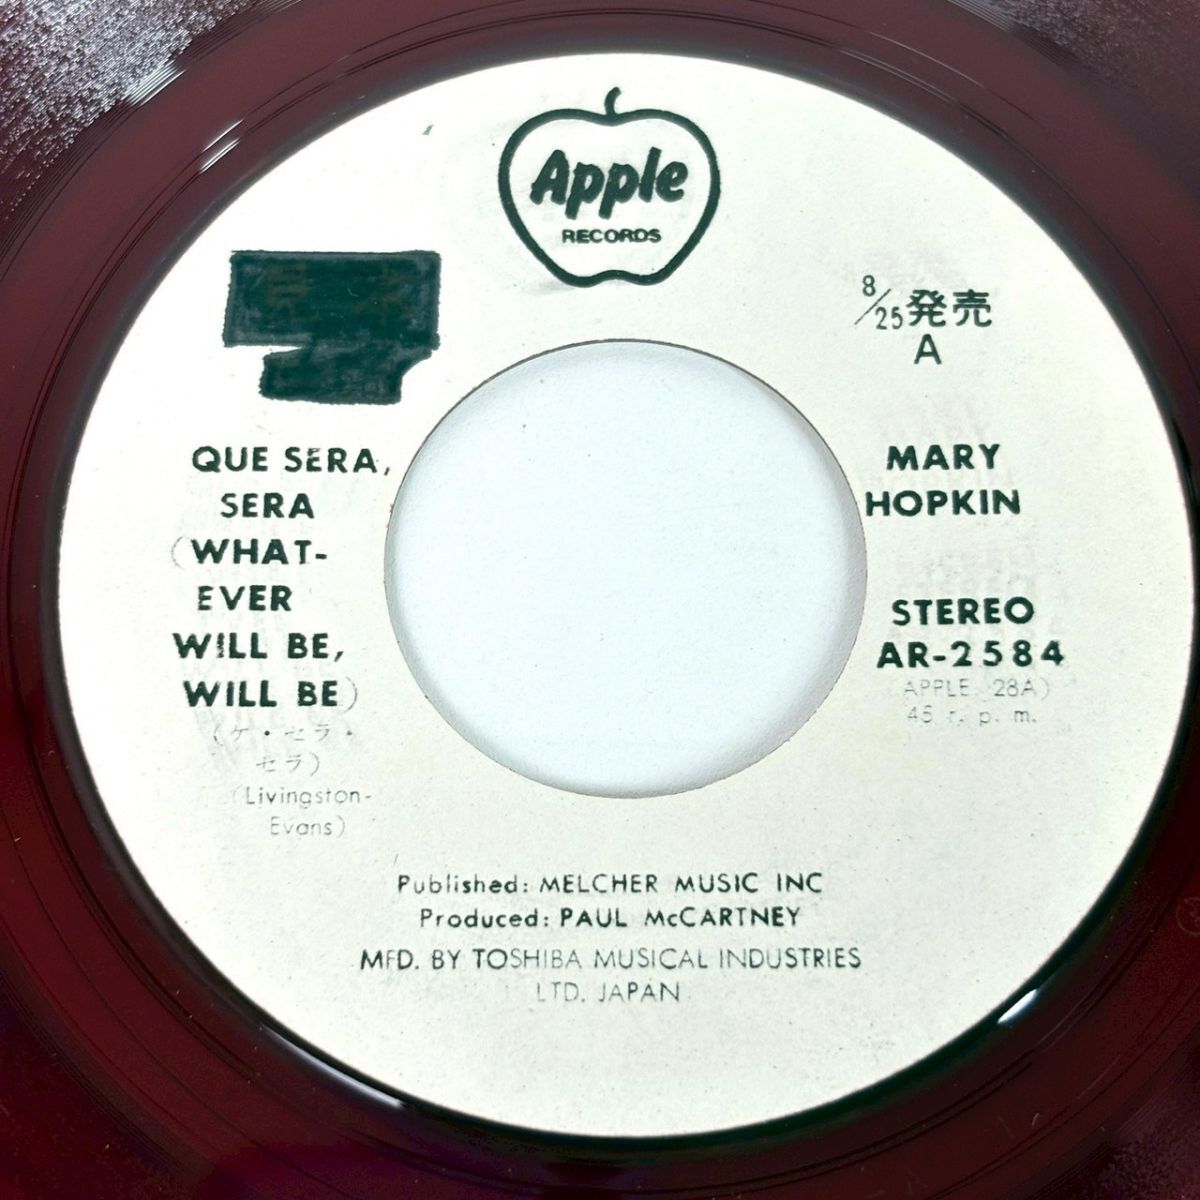 Apple
RECORDS
8/25発売
A
QUE SERA,
SERA
(WHAT-
EVER
WILL BE,
WILL BE)
(ケ・セラ・
セラ)
(Livingston-
Evans)
MARY
HOPKIN
STEREO
AR-2584
APPLE 28A)
45 r. p. m.
Published: MELCHER MUSIC INC
Produced: PAUL McCARTNEY
MFD. BY TOSHIBA MUSICAL INDUSTRIES
LTD. JAPAN